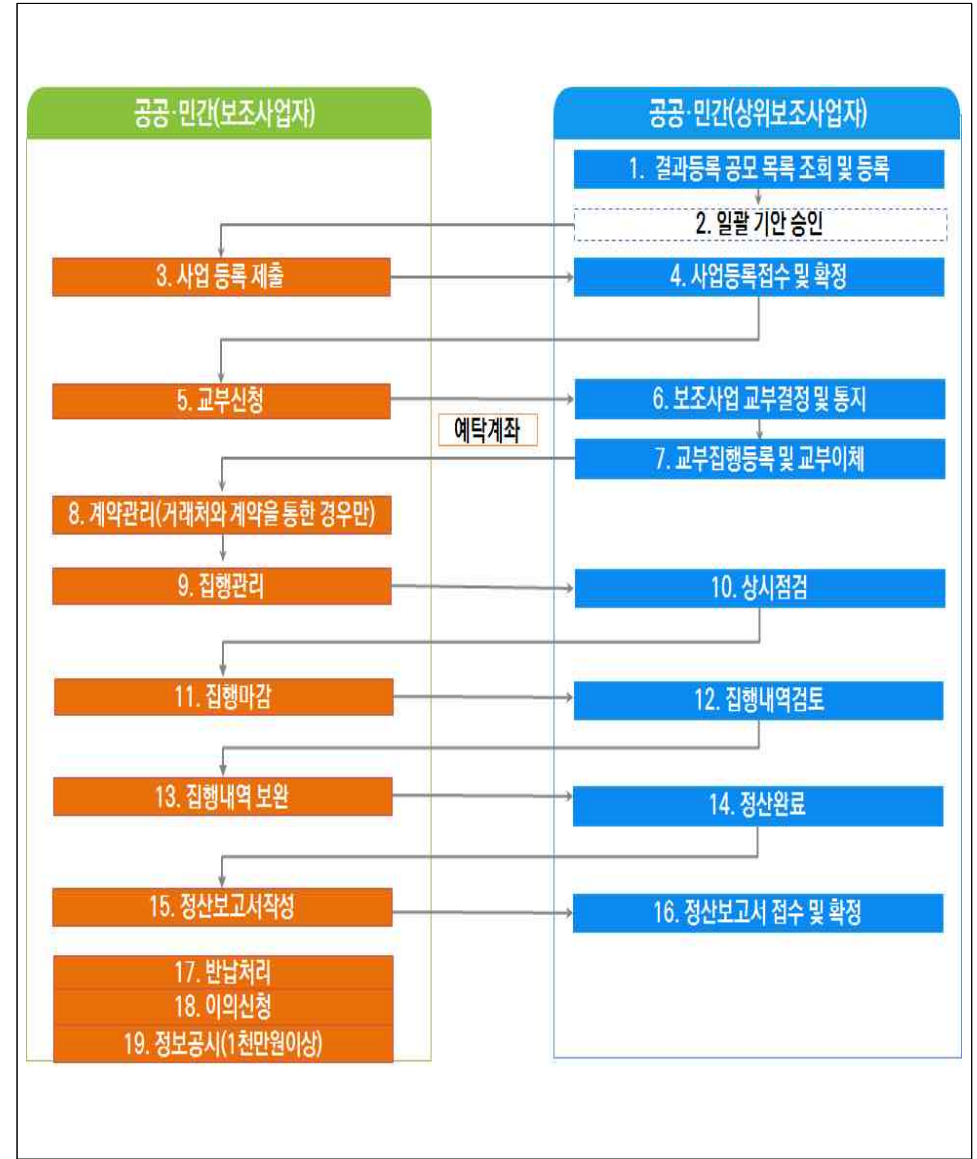 공공·민간(보조사업자)
공공·민간(상위보조사업자)
1. 결과등록 공모 목록 조회 및 등록
2. 일괄 기안 승인
3. 사업 등록 제출
4. 사업등록접수 및 확정
5. 교부신청
6. 보조사업 교부결정 및 통지
예탁계좌
7. 교부집행등록 및 교부이체
8. 계약관리(거래처와 계약을 통한 경우만)
9. 집행관리
10. 상시점검
11. 집행마감
12. 집행내역검토
13. 집행내역 보완
14. 정산완료
15. 정산보고서작성
16. 정산보고서 접수 및 확정
17. 반납처리
18. 이의신청
19. 정보공시(1천만원이상)